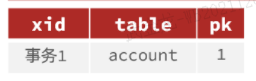 xid table pk
事务1 account 1